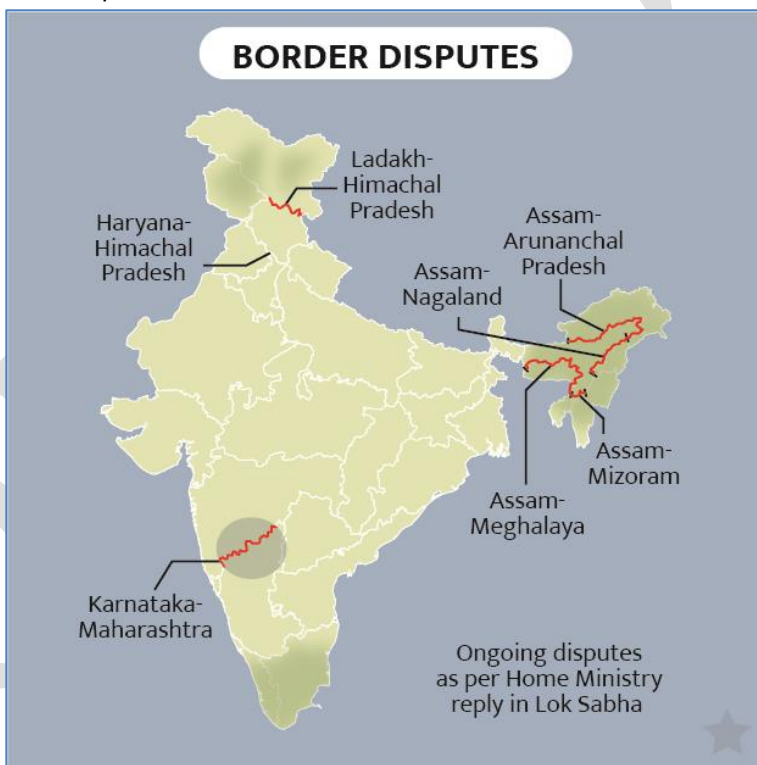 BORDER DISPUTES
Ladakh-
Himachal
Pradesh
Haryana-
Himachal
Pradesh
Assam-
Arunanchal
Pradesh
Assam-
Nagaland
Assam-
Mizoram
Assam-
Meghalaya
Karnataka-
Maharashtra
Ongoing disputes
as per Home Ministry
reply in Lok Sabha